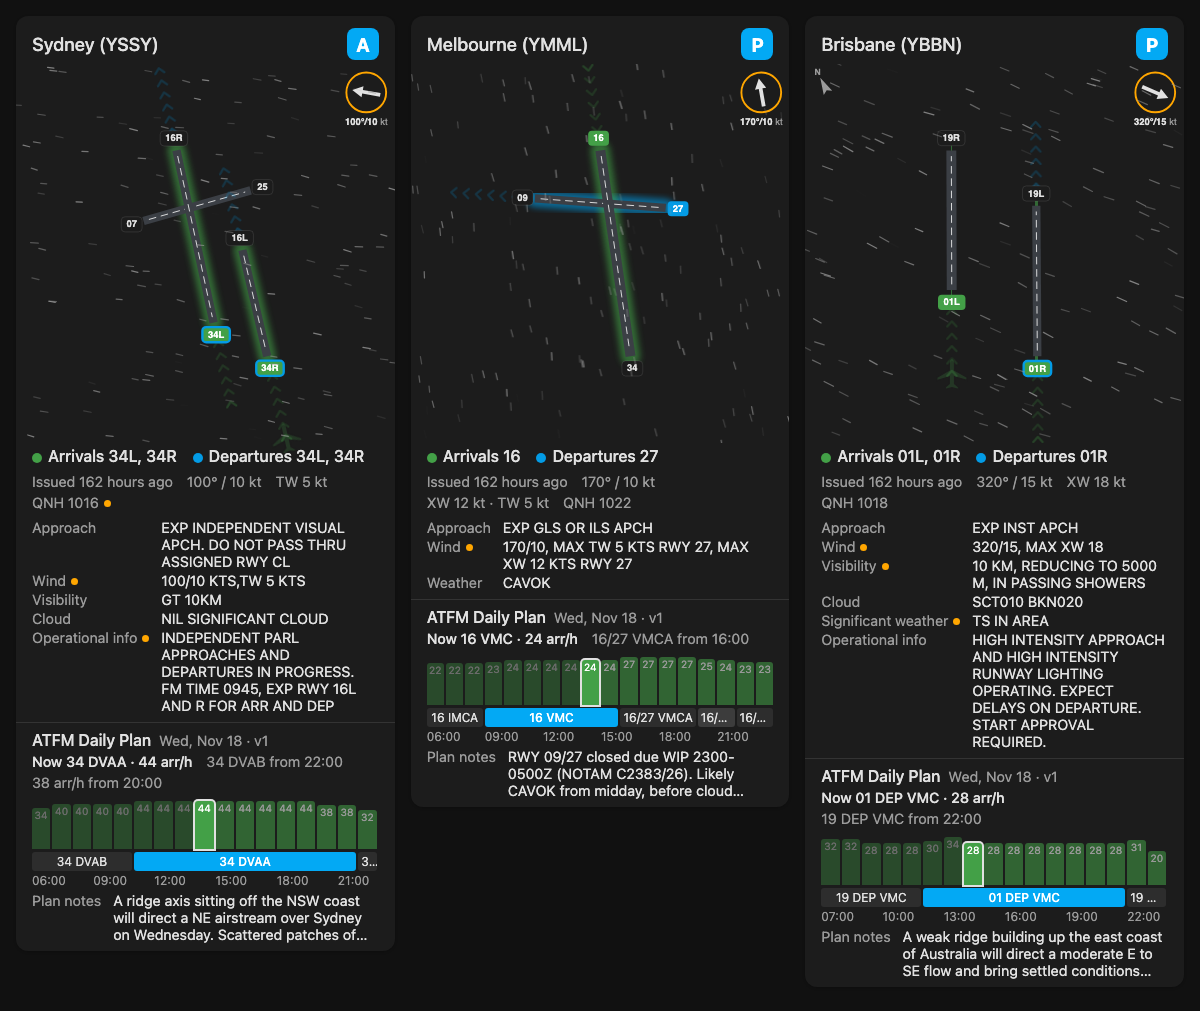 Sydney (YSSY)
A
100°/10 kt
16R
25
07
16L
34L
34R
Arrivals 34L, 34R Departures 34L, 34R
Issued 162 hours ago 100° / 10 kt TW 5 kt
QNH 1016
Approach EXP INDEPENDENT VISUAL
APCH. DO NOT PASS THRU
ASSIGNED RWY CL
Wind 100/10 KTS,TW 5 KTS
Visibility GT 10KM
Cloud NIL SIGNIFICANT CLOUD
Operational info INDEPENDENT PARL
APPROACHES AND
DEPARTURES IN PROGRESS.
FM TIME 0945, EXP RWY 16L
AND R FOR ARR AND DEP
ATFM Daily Plan Wed, Nov 18 · v1
Now 34 DVAA · 44 arr/h 34 DVAB from 22:00
38 arr/h from 20:00
34 40 40 40 40 44 44 44 44 44 44 44 44 44 38 38 32
34 DVAB 34 DVAA 3...
06:00 09:00 12:00 15:00 18:00 21:00
Plan notes A ridge axis sitting off the NSW coast
will direct a NE airstream over Sydney
on Wednesday. Scattered patches of...
Melbourne (YMML)
P
170°/10 kt
16
09
27
34
Arrivals 16 Departures 27
Issued 162 hours ago 170° / 10 kt
XW 12 kt · TW 5 kt QNH 1022
Approach EXP GLS OR ILS APCH
Wind 170/10, MAX TW 5 KTS RWY 27, MAX
XW 12 KTS RWY 27
Weather CAVOK
ATFM Daily Plan Wed, Nov 18 · v1
Now 16 VMC · 24 arr/h 16/27 VMCA from 16:00
22 22 22 23 24 24 24 24 24 24 27 27 27 27 25 24 23 23
16 IMCA 16 VMC 16/27 VMCA 16/... 16/...
06:00 09:00 12:00 15:00 18:00 21:00
Plan notes RWY 09/27 closed due WIP 2300-
0500Z (NOTAM C2383/26). Likely
CAVOK from midday, before cloud...
Brisbane (YBBN)
P
N
320°/15 kt
19R
19L
01L
01R
Arrivals 01L, 01R Departures 01R
Issued 162 hours ago 320° / 15 kt XW 18 kt
QNH 1018
Approach EXP INST APCH
Wind 320/15, MAX XW 18
Visibility 10 KM, REDUCING TO 5000
M, IN PASSING SHOWERS
Cloud SCT010 BKN020
Significant weather TS IN AREA
Operational info HIGH INTENSITY APPROACH
AND HIGH INTENSITY
RUNWAY LIGHTING
OPERATING. EXPECT
DELAYS ON DEPARTURE.
START APPROVAL
REQUIRED.
ATFM Daily Plan Wed, Nov 18 · v1
Now 01 DEP VMC · 28 arr/h
19 DEP VMC from 22:00
32 32 28 28 28 30 34 28 28 28 28 28 28 28 28 31 20
19 DEP VMC 01 DEP VMC 19 ...
07:00 10:00 13:00 16:00 19:00 22:00
Plan notes A weak ridge building up the east coast
of Australia will direct a moderate E to
SE flow and bring settled conditions...